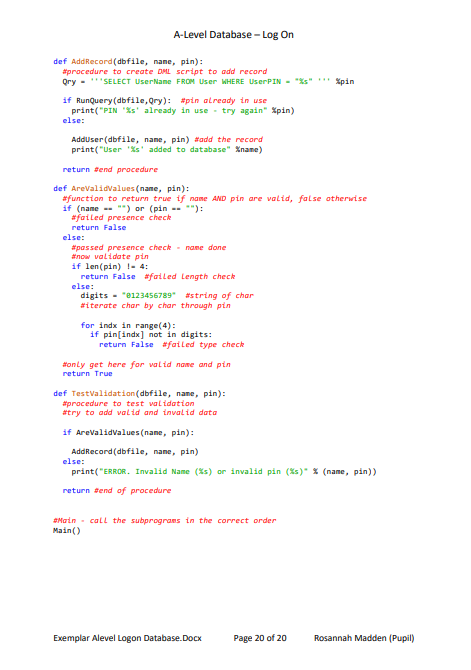 A-Level Database – Log On
def AddRecord(dbfile, name, pin):
#procedure to create DML script to add record
Qry = '''SELECT UserName FROM User WHERE UserPIN = "%s" ''' %pin
if RunQuery(dbfile,Qry): #pin already in use
print("PIN '%s' already in use - try again" %pin)
else:
AddUser(dbfile, name, pin) #add the record
print("User '%s' added to database" %name)
return #end procedure
def AreValidValues(name, pin):
#function to return true if name AND pin are valid, false otherwise
if (name == "") or (pin == ""):
#failed presence check
return False
else:
#passed presence check - name done
#now validate pin
if len(pin) != 4:
return False #failed length check
else:
digits = "0123456789" #string of char
#iterate char by char through pin
for indx in range(4):
if pin[indx] not in digits:
return False #failed type check
#only get here for valid name and pin
return True
def TestValidation(dbfile, name, pin):
#procedure to test validation
#try to add valid and invalid data
if AreValidValues(name, pin):
AddRecord(dbfile, name, pin)
else:
print("ERROR. Invalid Name (%s) or invalid pin (%s)" % (name, pin))
return #end of procedure
#Main - call the subprograms in the correct order
Main()
Exemplar Alevel Logon Database.Docx Page 20 of 20 Rosannah Madden (Pupil)